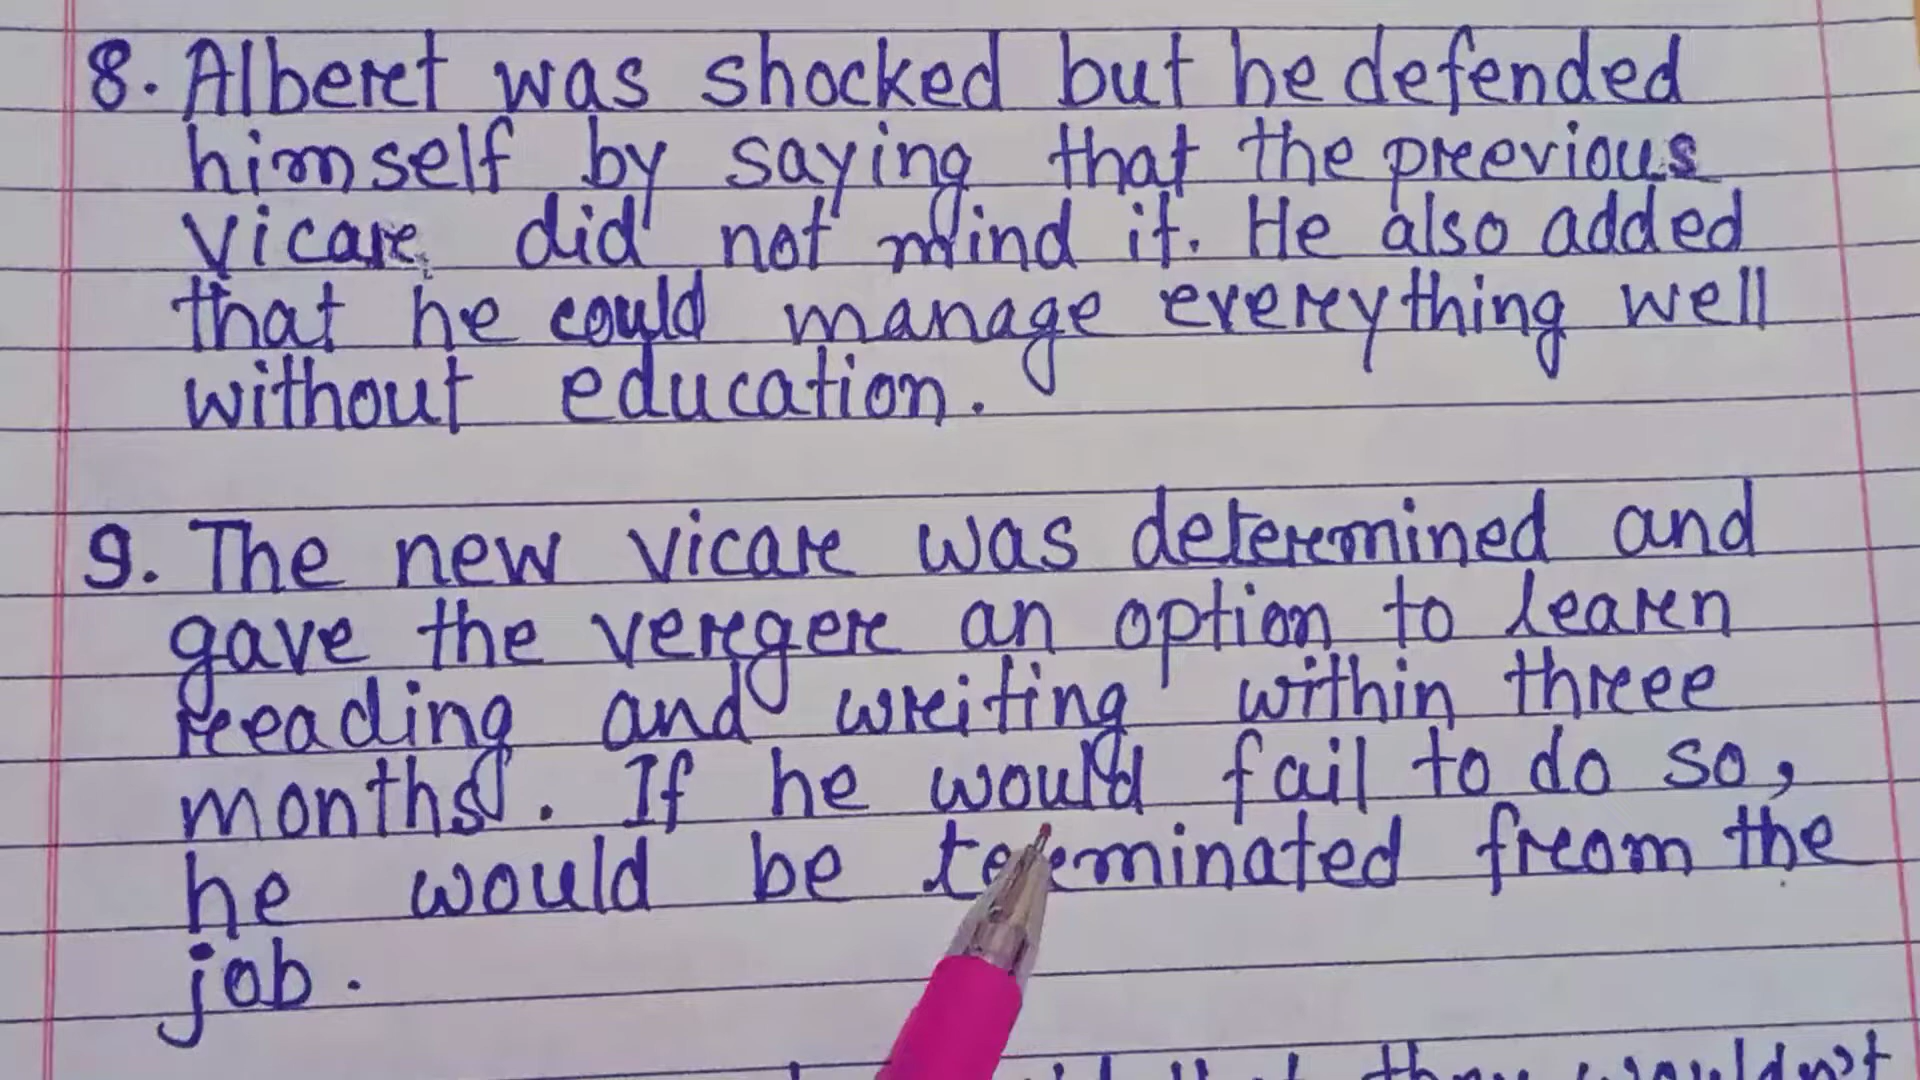 8. Albert was shocked but he defended
himself by saying that the previous
vicar did not mind it. He also added
that he could manage everything well
without education.
9. The new vicar was determined and
gave the verger an option to learn
reading and writing within three
months. If he would fail to do so,
he would be terminated from the
job.
that they wouldn't